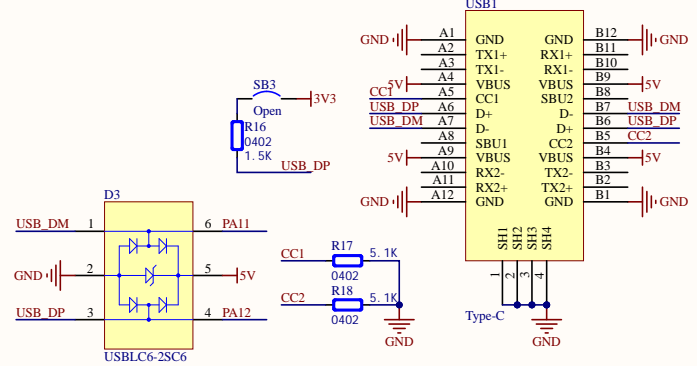 USB1
GND A1 GND GND B12 GND
A2 TX1+ RX1+ B11
A3 TX1- RX1- B10
5V A4 VBUS VBUS B9 5V
CC1 A5 CC1 SBU2 B8
USB_DP A6 D+ D- B7 USB_DM
USB_DM A7 D- D+ B6 USB_DP
A8 SBU1 CC2 B5 CC2
5V A9 VBUS VBUS B4 5V
A10 RX2- TX2- B3
A11 RX2+ TX2+ B2
GND A12 GND GND B1 GND
SH1 SH2 SH3 SH4
1 2 3 4
Type-C
GND
SB3
3V3
Open
R16
0402
1.5K
USB_DP
D3
USB_DM 1 6 PA11
GND 2 5 5V
USB_DP 3 4 PA12
USBLC6-2SC6
CC1 R17 5.1K
0402
CC2 R18 5.1K
0402
GND